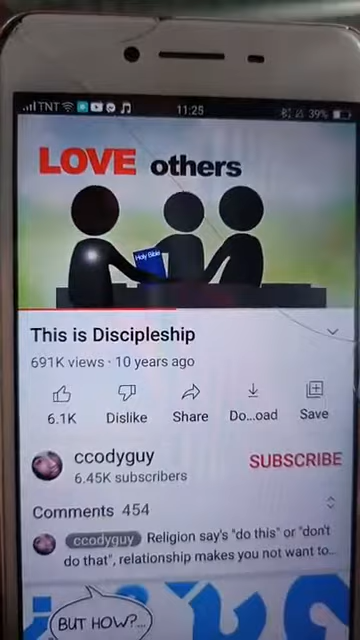 TNT 11:25 39%
LOVE others
Holy Bible
This is Discipleship
691K views · 10 years ago
6.1K Dislike Share Do...oad Save
ccodyguy
SUBSCRIBE
6.45K subscribers
Comments 454
ccodyguy Religion say's "do this" or "don't
do that", relationship makes you not want to...
BUT HOW?...